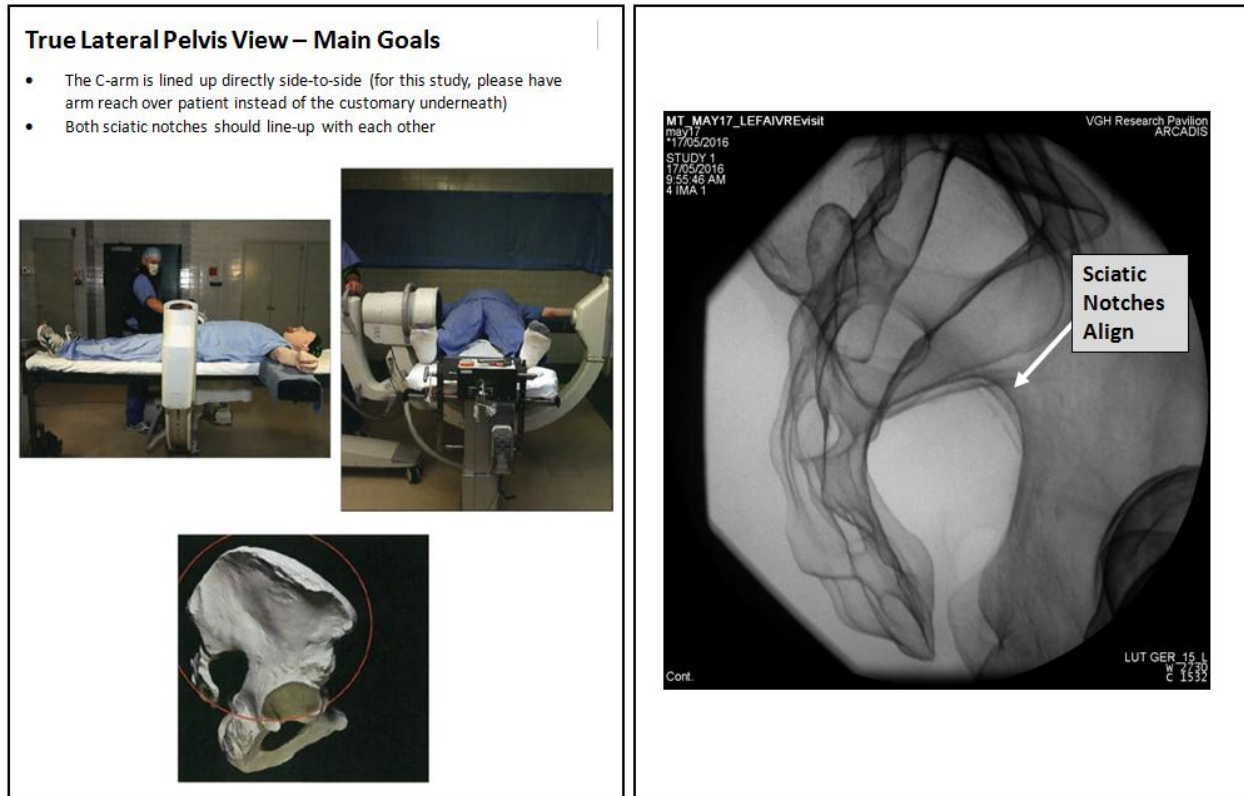 True Lateral Pelvis View – Main Goals
• The C-arm is lined up directly side-to-side (for this study, please have
arm reach over patient instead of the customary underneath)
• Both sciatic notches should line-up with each other
MT_MAY17_LEFAIVREvisit
may17
*17/05/2016
STUDY 1
17/05/2016
9:55:46 AM
4 IMA 1
VGH Research Pavilion
ARCADIS
Sciatic
Notches
Align
Cont.
LUT GER_15_L
W 2730
C 1532